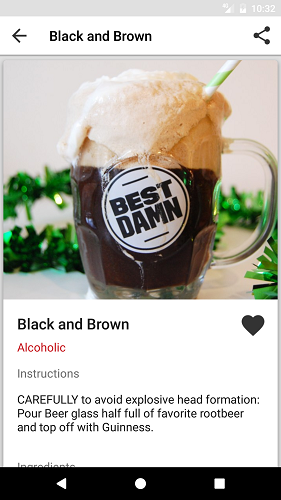 10:32
Black and Brown
BEST
DAMN
Black and Brown
Alcoholic
Instructions
CAREFULLY to avoid explosive head formation:
Pour Beer glass half full of favorite rootbeer
and top off with Guinness.
Ingredients